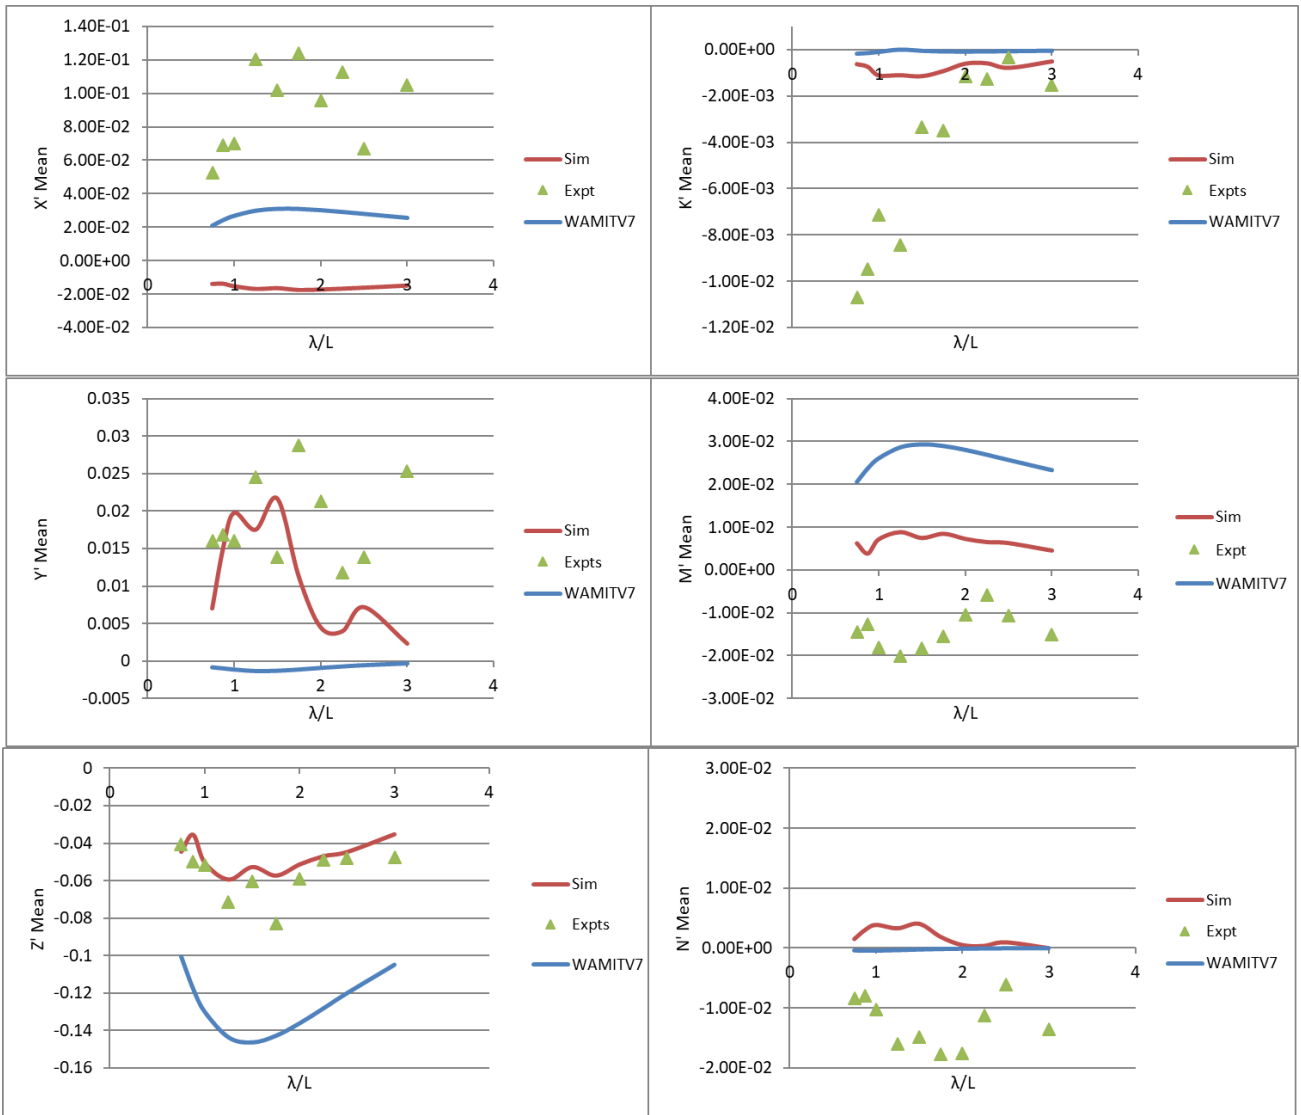 1.40E-01
1.20E-01
1.00E-01
8.00E-02
6.00E-02
4.00E-02
2.00E-02
0.00E+00
-2.00E-02
-4.00E-02
0 1 2 3 4
X' Mean
λ/L
Sim
Expt
WAMITV7
0.00E+00
-2.00E-03
-4.00E-03
-6.00E-03
-8.00E-03
-1.00E-02
-1.20E-02
0 1 2 3 4
K' Mean
λ/L
Sim
Expts
WAMITV7
0.035
0.03
0.025
0.02
0.015
0.01
0.005
0
-0.005
0 1 2 3 4
Y' Mean
λ/L
Sim
Expts
WAMITV7
4.00E-02
3.00E-02
2.00E-02
1.00E-02
0.00E+00
-1.00E-02
-2.00E-02
-3.00E-02
0 1 2 3 4
M' Mean
λ/L
Sim
Expt
WAMITV7
0
-0.02
-0.04
-0.06
-0.08
-0.1
-0.12
-0.14
-0.16
0 1 2 3 4
Z' Mean
λ/L
Sim
Expts
WAMITV7
3.00E-02
2.00E-02
1.00E-02
0.00E+00
-1.00E-02
-2.00E-02
0 1 2 3 4
N' Mean
λ/L
Sim
Expt
WAMITV7